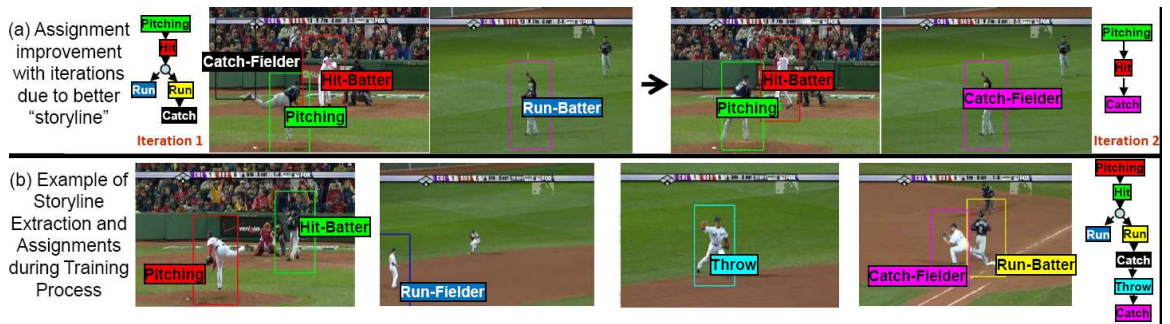 (a) Assignment
improvement
with iterations
due to better
“storyline”
Pitching
Hit
Run
Run
Catch
Iteration 1
Catch-Fielder
Hit-Batter
Pitching
Run-Batter
Hit-Batter
Pitching
Catch-Fielder
Pitching
Hit
Catch
Iteration 2
(b) Example of
Storyline
Extraction and
Assignments
during Training
Process
Pitching
Hit-Batter
Run-Fielder
Throw
Catch-Fielder
Run-Batter
Pitching
Hit
Run
Run
Catch
Throw
Catch